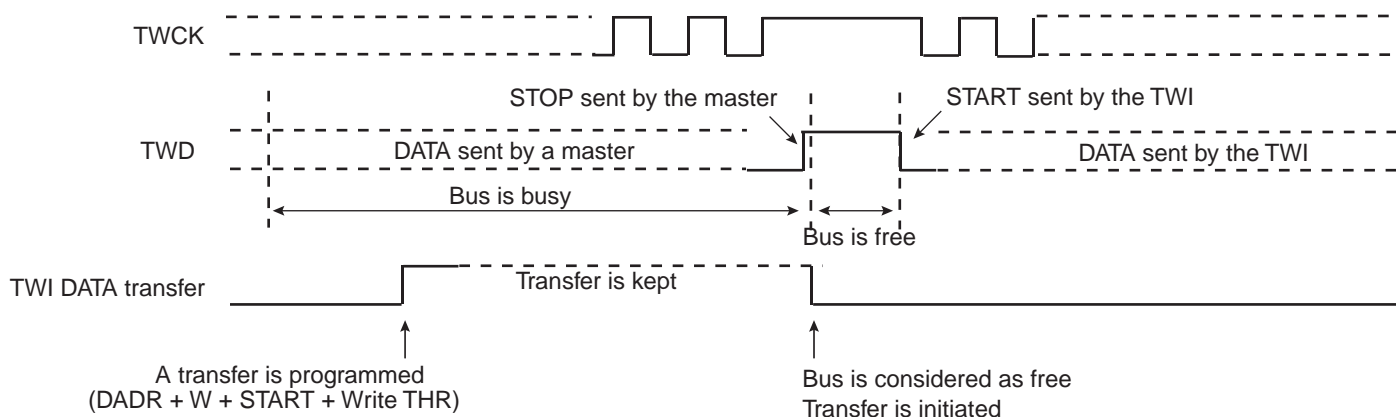 TWCK
STOP sent by the master
START sent by the TWI
TWD
DATA sent by a master
DATA sent by the TWI
Bus is busy
Bus is free
TWI DATA transfer
Transfer is kept
A transfer is programmed
(DADR + W + START + Write THR)
Bus is considered as free
Transfer is initiated